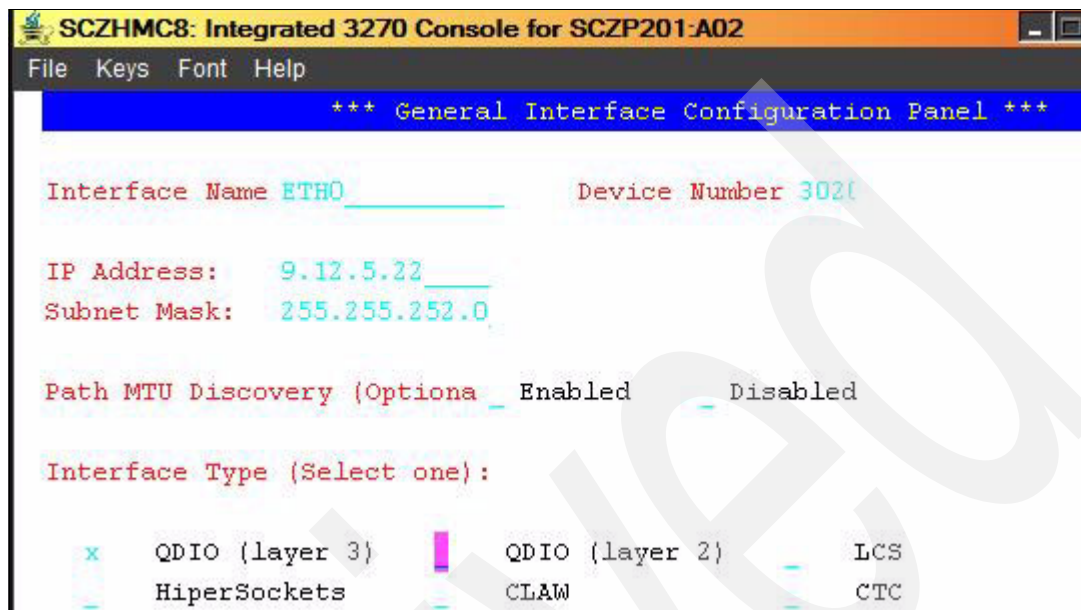 SCZHMC8: Integrated 3270 Console for SCZP201:A02
File Keys Font Help
*** General Interface Configuration Panel ***
Interface Name ETH0 Device Number 3020
IP Address: 9.12.5.22
Subnet Mask: 255.255.252.0
Path MTU Discovery (Optiona _ Enabled _ Disabled
Interface Type (Select one):
x QDIO (layer 3) _ QDIO (layer 2) _ LCS
_ HiperSockets _ CLAW _ CTC